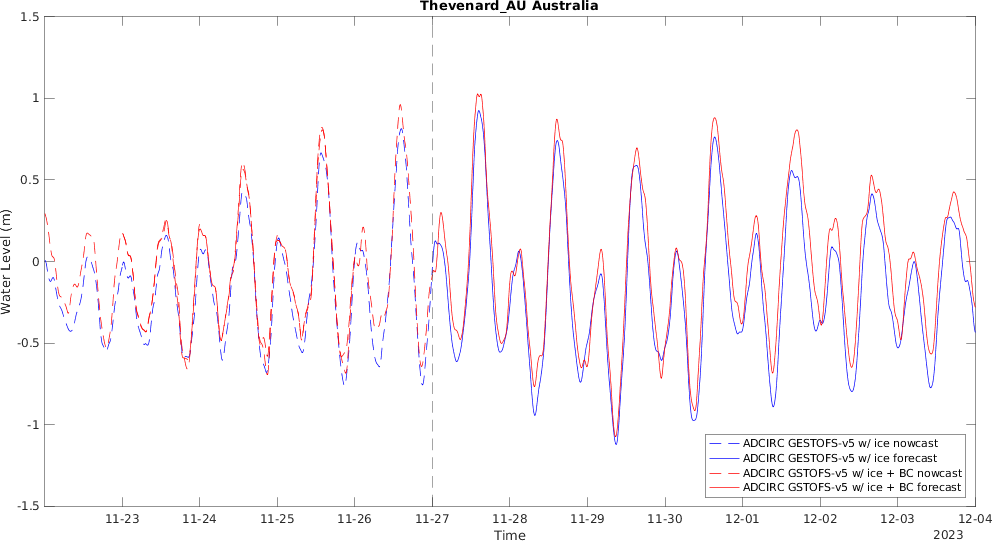 Thevenard_AU Australia
1.5
1
0.5
0
-0.5
-1
-1.5
Water Level (m)
11-23 11-24 11-25 11-26 11-27 11-28 11-29 11-30 12-01 12-02 12-03 12-04
Time
2023
ADCIRC GESTOFS-v5 w/ ice nowcast
ADCIRC GESTOFS-v5 w/ ice forecast
ADCIRC GSTOFS-v5 w/ ice + BC nowcast
ADCIRC GSTOFS-v5 w/ ice + BC forecast